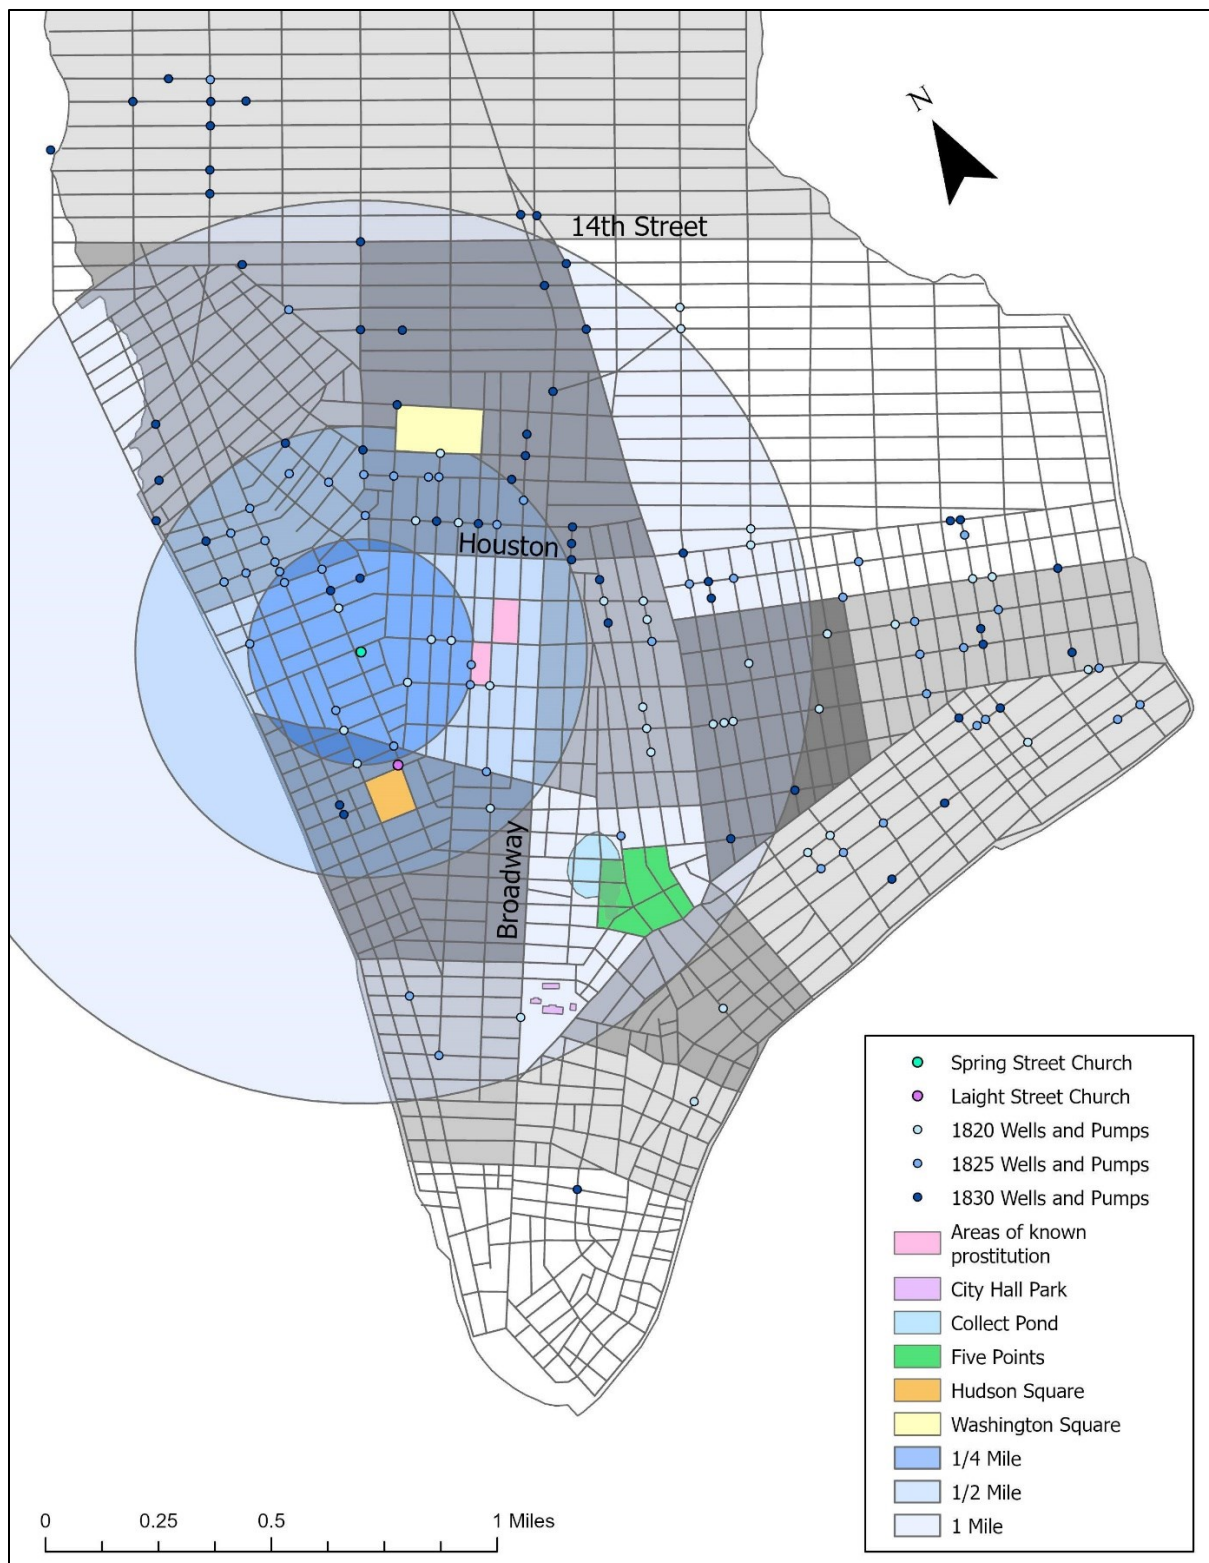 N
14th Street
Houston
Broadway
Spring Street Church
Laight Street Church
1820 Wells and Pumps
1825 Wells and Pumps
1830 Wells and Pumps
Areas of known
prostitution
City Hall Park
Collect Pond
Five Points
Hudson Square
Washington Square
1/4 Mile
1/2 Mile
1 Mile
0 0.25 0.5 1 Miles